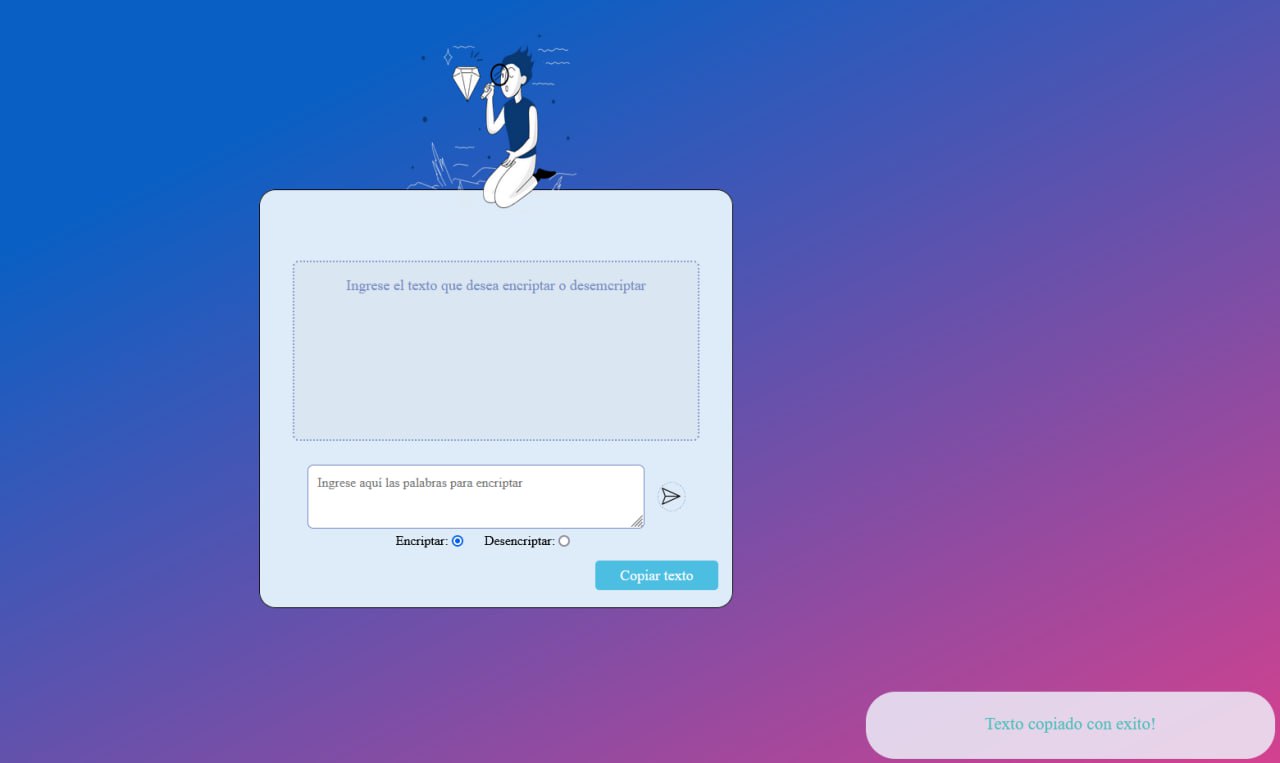 Ingrese el texto que desea encriptar o desemcriptar
Ingrese aquí las palabras para encriptar
Encriptar: Desencriptar:
Copiar texto
Texto copiado con exito!